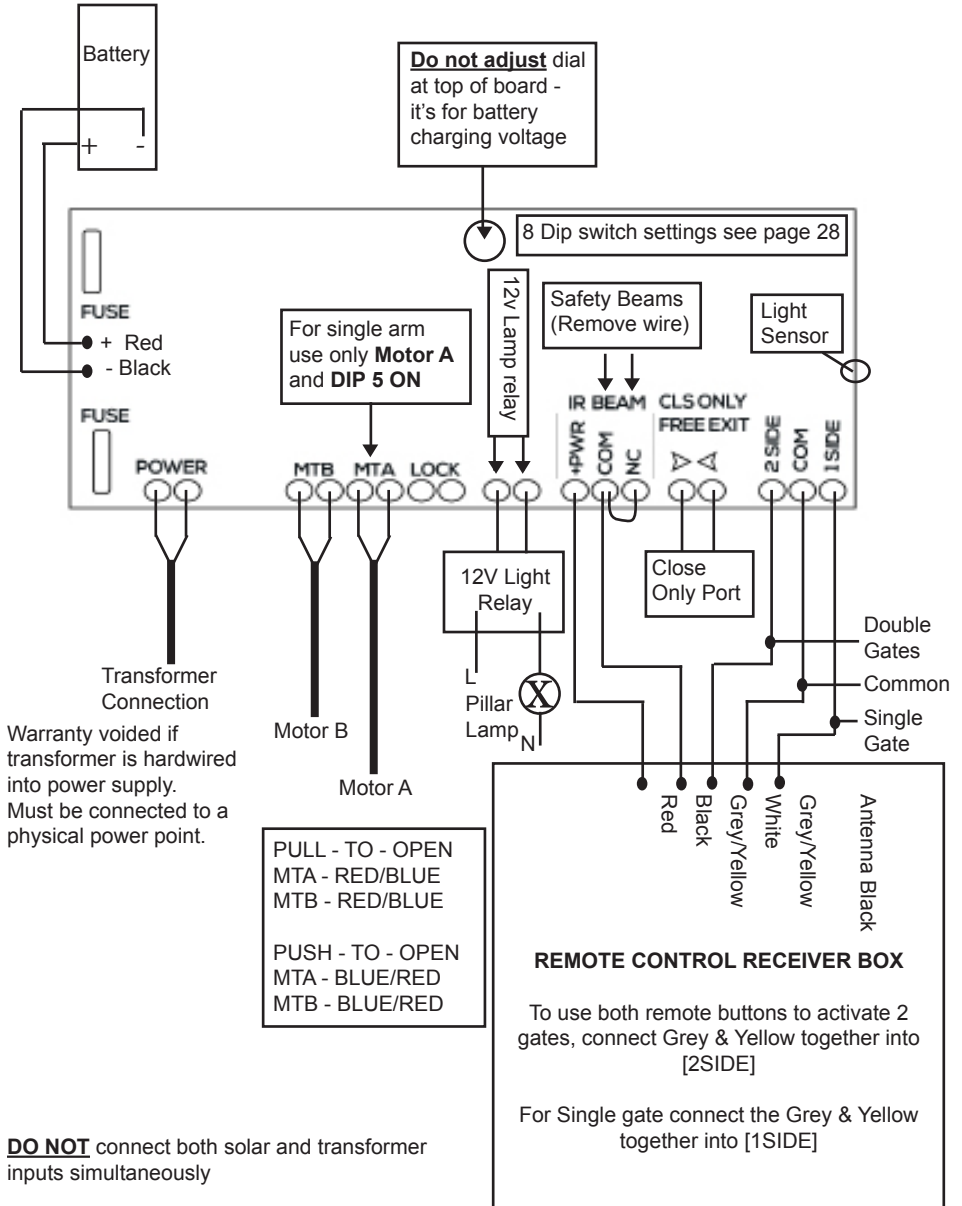 Battery
+ -
Do not adjust dial
at top of board -
it's for battery
charging voltage
8 Dip switch settings see page 28
FUSE
+ Red
- Black
FUSE
For single arm
use only Motor A
and DIP 5 ON
12v Lamp relay
Safety Beams
(Remove wire)
Light
Sensor
IR BEAM
CLS ONLY
FREE EXIT
POWER
MTB
MTA
LOCK
+PWR
COM
NC
2 SIDE
COM
1 SIDE
12V Light
Relay
Close
Only Port
L
Pillar
Lamp
N
X
Double
Gates
Common
Single
Gate
Transformer
Connection
Motor B
Motor A
Warranty voided if
transformer is hardwired
into power supply.
Must be connected to a
physical power point.
PULL - TO - OPEN
MTA - RED/BLUE
MTB - RED/BLUE
PUSH - TO - OPEN
MTA - BLUE/RED
MTB - BLUE/RED
Red
Black
Grey/Yellow
White
Grey/Yellow
Antenna Black
REMOTE CONTROL RECEIVER BOX
To use both remote buttons to activate 2
gates, connect Grey & Yellow together into
[2SIDE]
For Single gate connect the Grey & Yellow
together into [1SIDE]
DO NOT connect both solar and transformer
inputs simultaneously